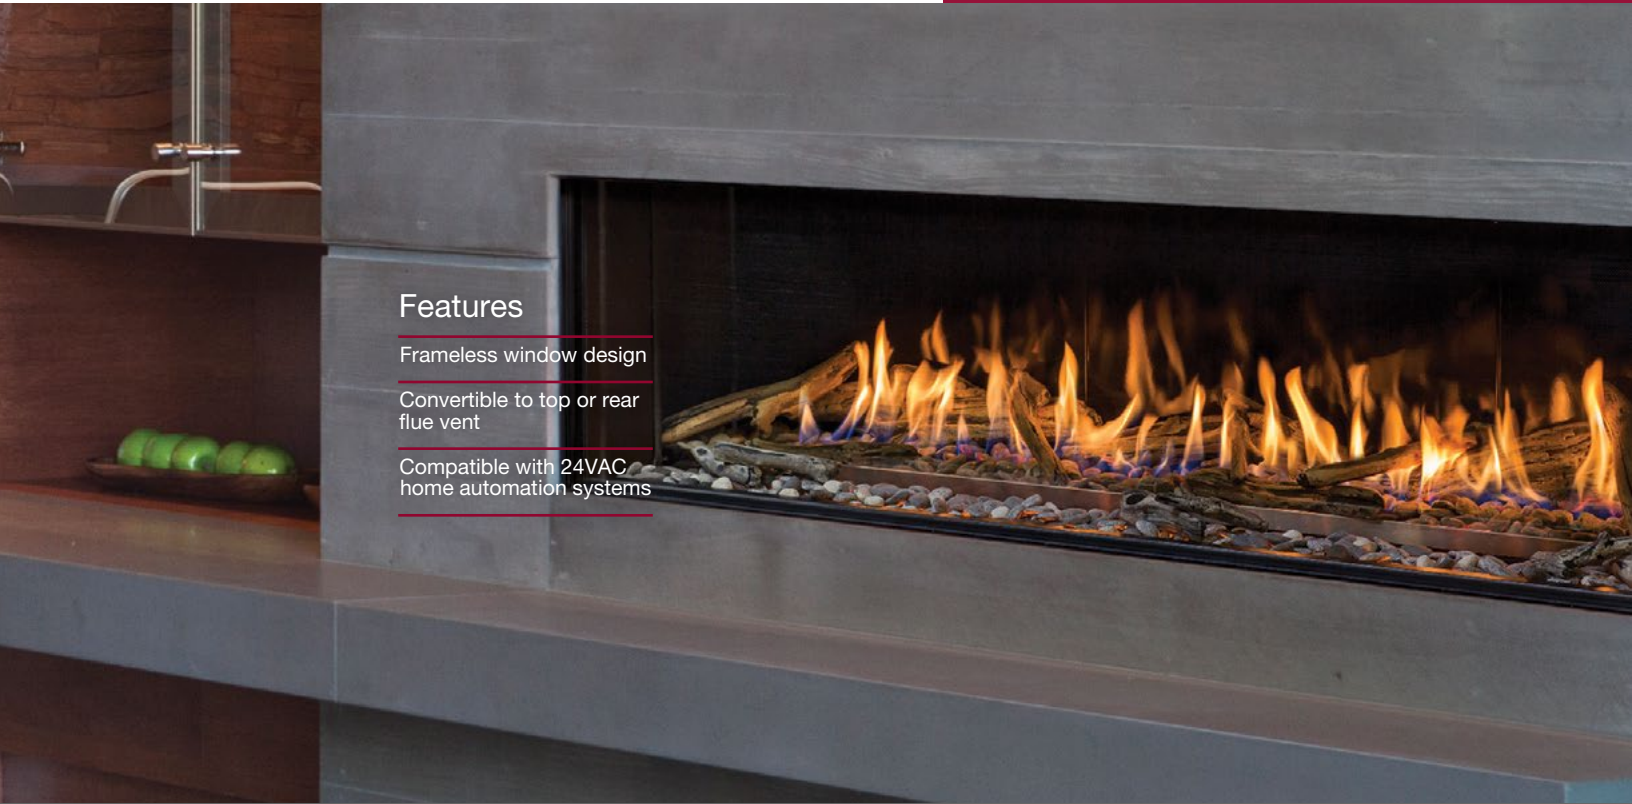 Features
Frameless window design
Convertible to top or rear
flue vent
Compatible with 24VAC
home automation systems